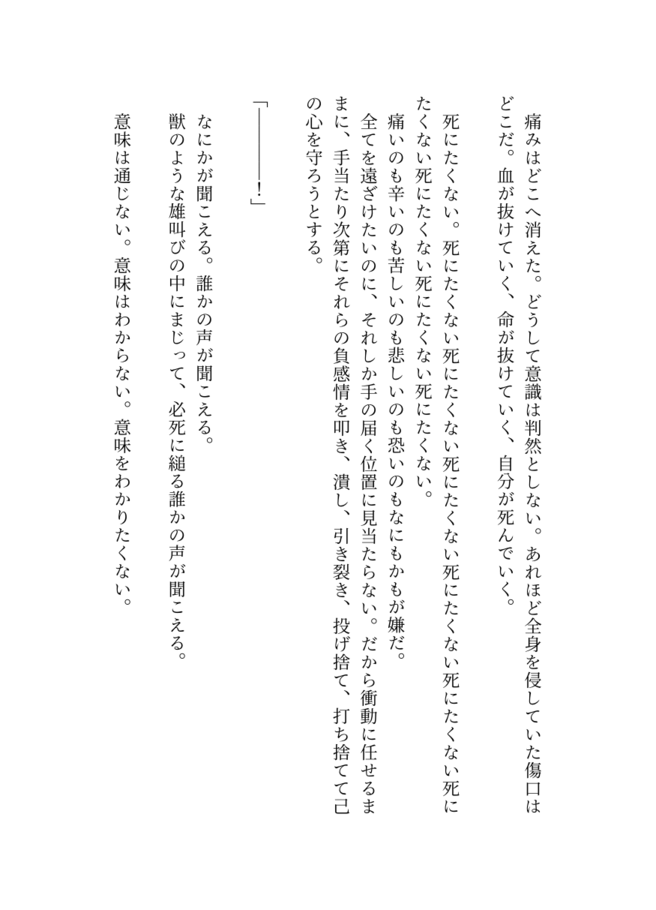 痛みはどこへ消えた。どうして意識は判然としない。あれほど全身を侵していた傷口は
どこだ。血が抜けていく、命が抜けていく、自分が死んでいく。
死にたくない。死にたくない死にたくない死にたくない死にたくない死にたくない死に
たくない死にたくない死にたくない死にたくない。
痛いのも辛いのも苦しいのも悲しいのも恐いのもなにもかもが嫌だ。
全てを遠ざけたいのに、それしか手の届く位置に見当たらない。だから衝動に任せるま
まに、手当たり次第にそれらの負感情を叩き、潰し、引き裂き、投げ捨て、打ち捨てて己
の心を守ろうとする。
「――――！」
なにかが聞こえる。誰かの声が聞こえる。
獣のような雄叫びの中にまじって、必死に縋る誰かの声が聞こえる。
意味は通じない。意味はわからない。意味をわかりたくない。